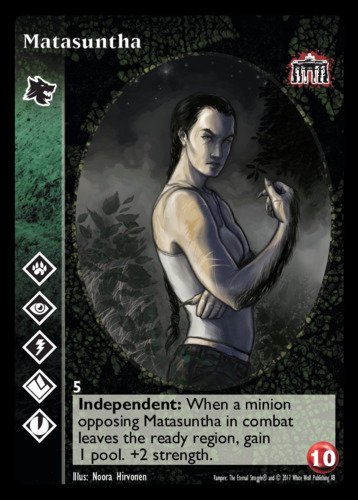 Matasuntha
5
Independent: When a minion
opposing Matasuntha in combat
leaves the ready region, gain
1 pool. +2 strength.
10
Illus: Noora Hirvonen
Vampire: The Eternal Struggle® and © 2017 White Wolf Publishing AB